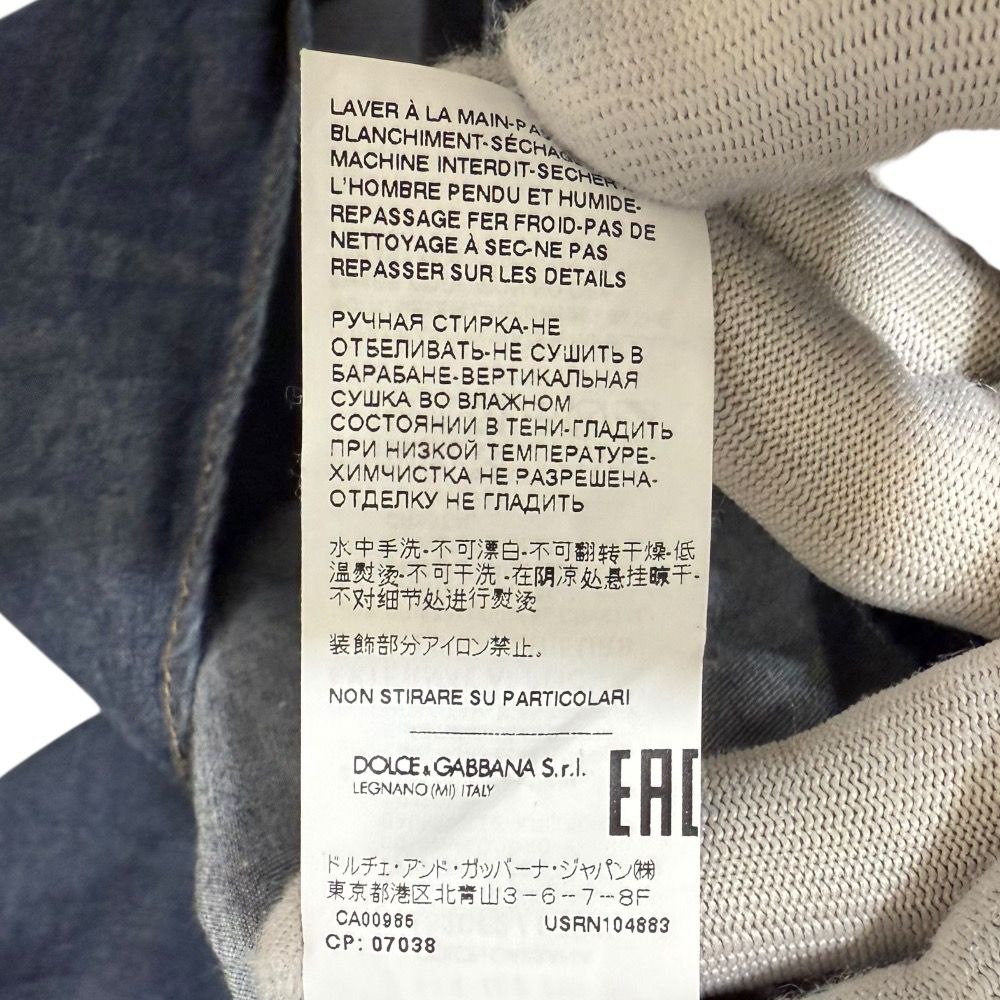 LAVER À LA MAIN-PAS
BLANCHIMENT-SÉCHAGE
MACHINE INTERDIT-SECHER
L'HOMBRE PENDU ET HUMIDE-
REPASSAGE FER FROID-PAS DE
NETTOYAGE À SEC-NE PAS
REPASSER SUR LES DETAILS
РУЧНАЯ СТИРКА-НЕ
ОТБЕЛИВАТЬ-НЕ СУШИТЬ В
БАРАБАНЕ-ВЕРТИКАЛЬНАЯ
СУШКА ВО ВЛАЖНОМ
СОСТОЯНИИ В ТЕНИ-ГЛАДИТЬ
ПРИ НИЗКОЙ ТЕМПЕРАТУРЕ-
ХИМЧИСТКА НЕ РАЗРЕШЕНА-
ОТДЕЛКУ НЕ ГЛАДИТЬ
水中手洗-不可漂白-不可翻转干燥-低
温熨烫-不可干洗-在阴凉处悬挂晾干-
不对细节处进行熨烫
装飾部分アイロン禁止。
NON STIRARE SU PARTICOLARI
DOLCE & GABBANA S.r.l.
LEGNANO (MI) ITALY
EAC
ドルチェ・アンド・ガッバーナ・ジャパン㈱
東京都港区北青山3-6-7-8F
CA00986 USRN104883
CP: 07038